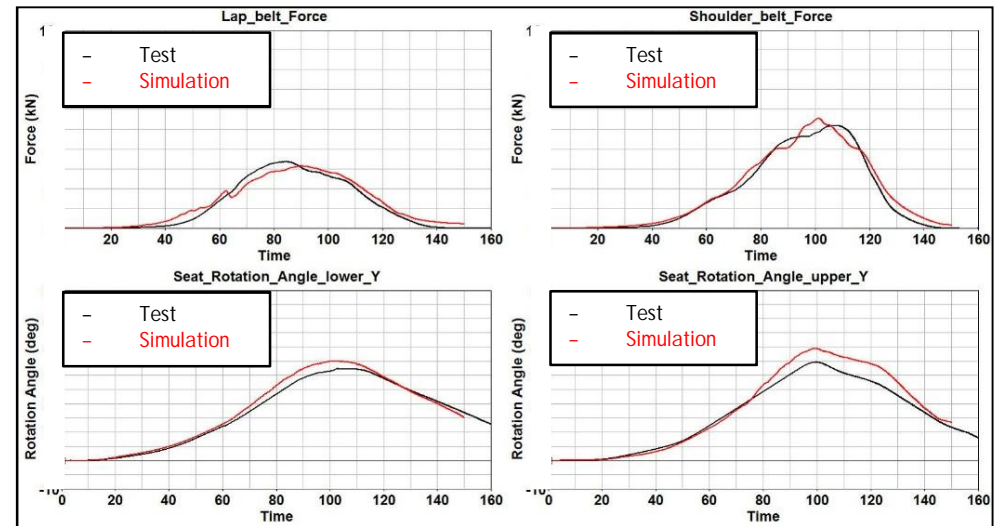 Lap_belt_Force
1
– Test
– Simulation
Force (kN)
20 40 60 80 100 120 140 160
Time
Shoulder_belt_Force
1
– Test
– Simulation
Force (kN)
20 40 60 80 100 120 140 160
Time
Seat_Rotation_Angle_lower_Y
– Test
– Simulation
Rotation Angle (deg)
0 20 40 60 80 100 120 140 160
Time
Seat_Rotation_Angle_upper_Y
– Test
– Simulation
Rotation Angle (deg)
0 20 40 60 80 100 120 140 160
Time